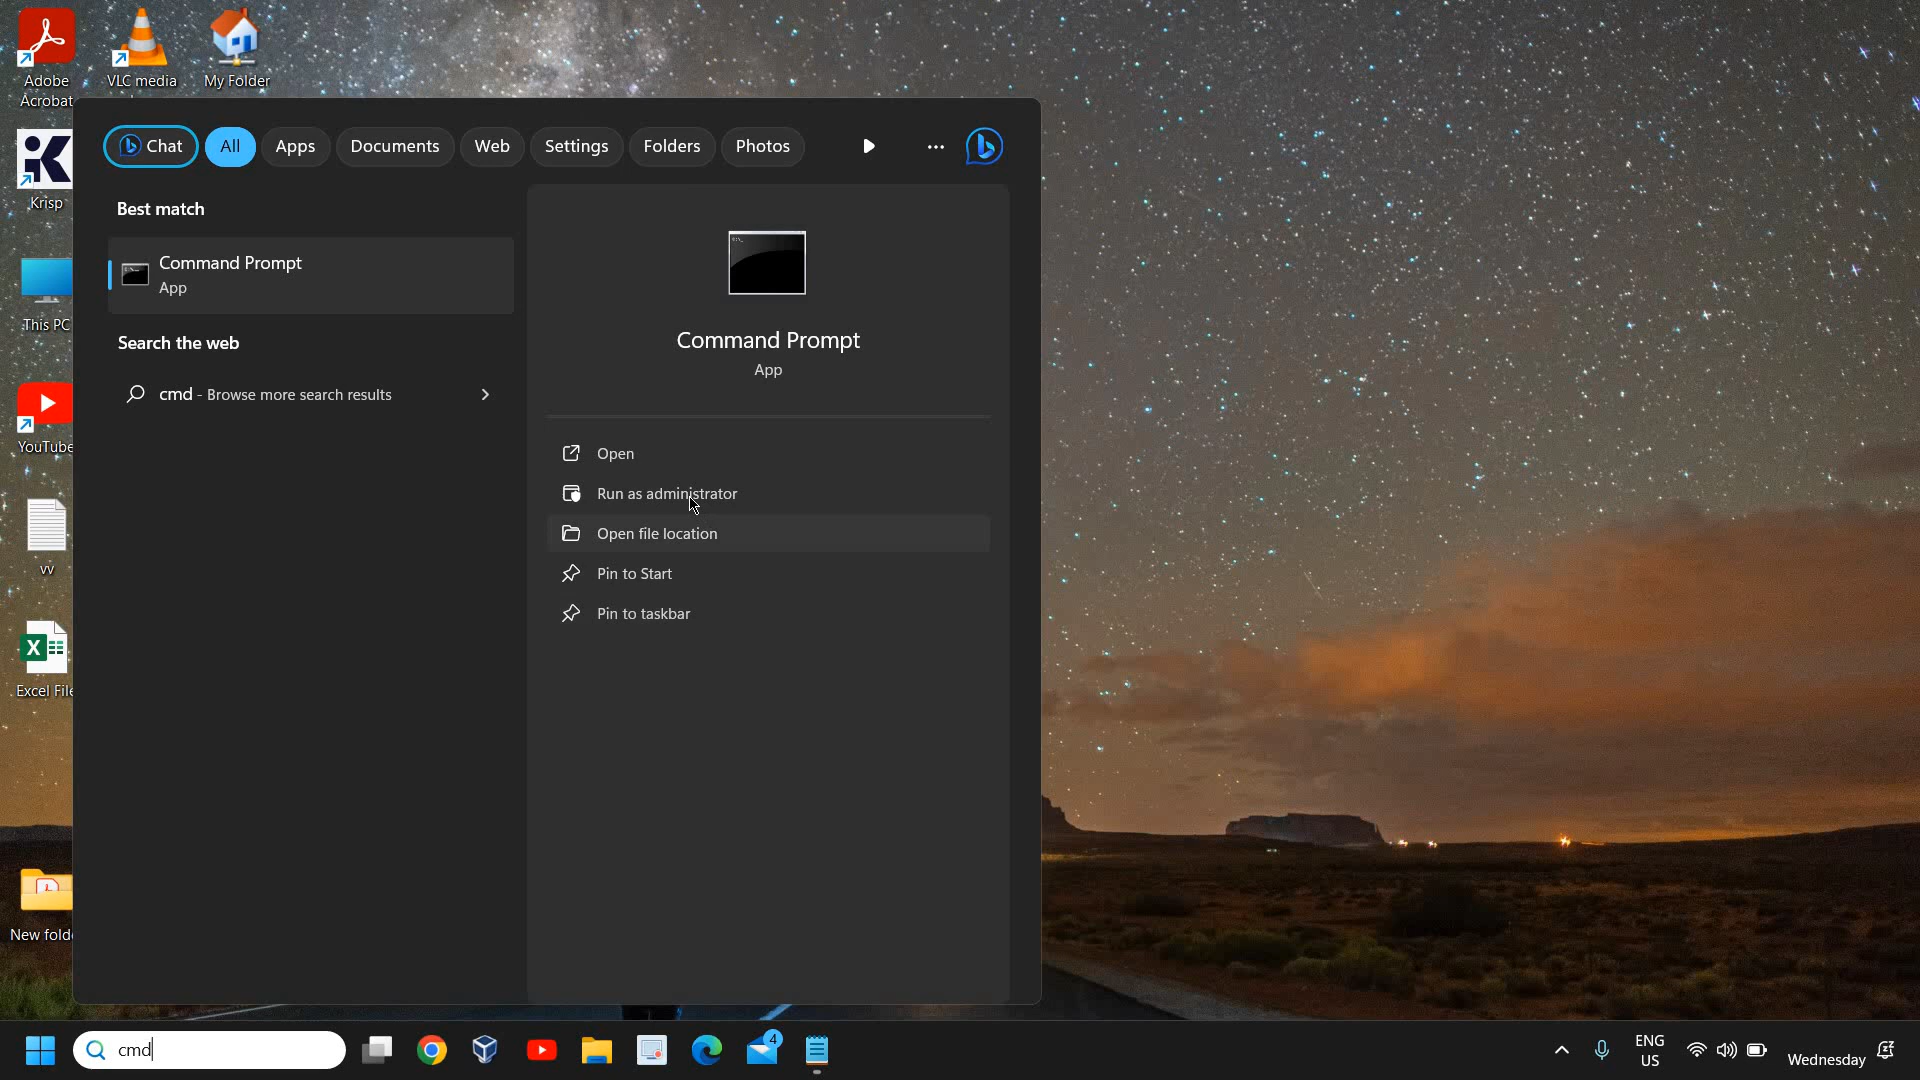 Adobe
Acrobat
VLC media
My Folder
Krisp
This PC
YouTube
vv
Excel File
New folde
Chat
All
Apps
Documents
Web
Settings
Folders
Photos
Best match
Command Prompt
App
Search the web
cmd - Browse more search results
Command Prompt
App
Open
Run as administrator
Open file location
Pin to Start
Pin to taskbar
cmd
4
ENG
US
Wednesday